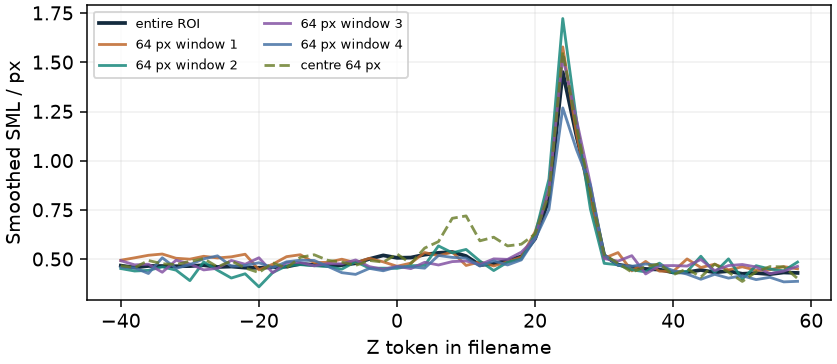 Smoothed SML / px
1.75
1.50
1.25
1.00
0.75
0.50
entire ROI
64 px window 1
64 px window 2
64 px window 3
64 px window 4
centre 64 px
−40
−20
0
20
40
60
Z token in filename